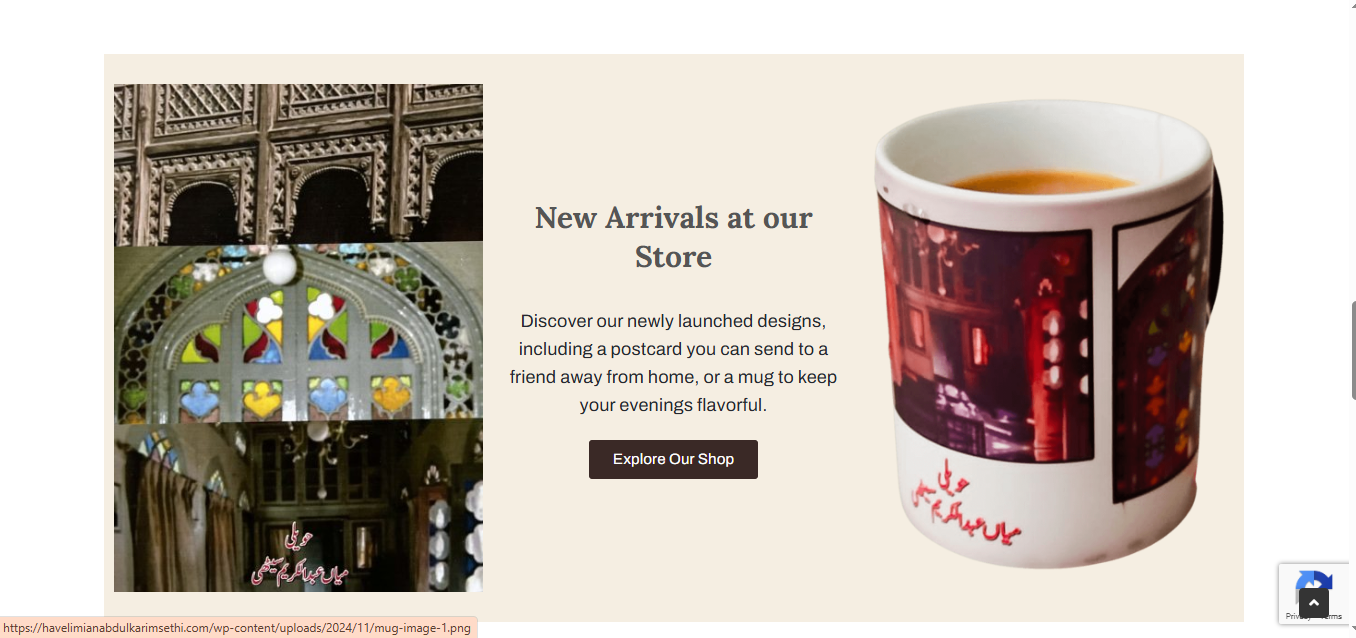 New Arrivals at our
Store
Discover our newly launched designs,
including a postcard you can send to a
friend away from home, or a mug to keep
your evenings flavorful.
Explore Our Shop
حویلی
میاں عبدالکریم سیٹھی
حویلی
میاں عبدالکریم سیٹھی
https://havelimianabdulkarimsethi.com/wp-content/uploads/2024/11/mug-image-1.png